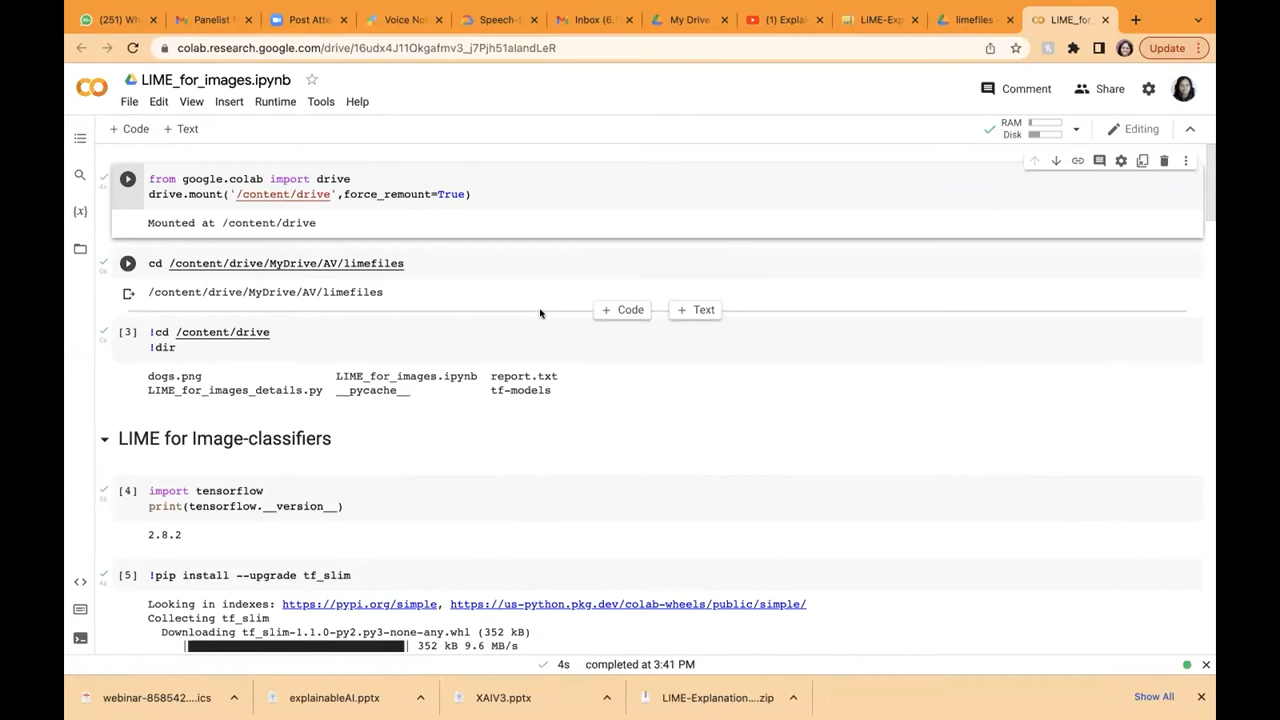 (251) Wh
Panelist
Post Atte
Voice No
Speech-
Inbox (6,
My Drive
(1) Explai
LIME-Exp
limefiles
LIME_for_
colab.research.google.com/drive/16udx4J11Okgafmv3_j7Pjh51alandLeR
Update
LIME_for_images.ipynb
File Edit View Insert Runtime Tools Help
Comment
Share
+ Code + Text
RAM
Disk
Editing
from google.colab import drive
drive.mount('/content/drive',force_remount=True)
Mounted at /content/drive
cd /content/drive/MyDrive/AV/limefiles
/content/drive/MyDrive/AV/limefiles
+ Code + Text
[3] !cd /content/drive
!dir
dogs.png LIME_for_images.ipynb report.txt
LIME_for_images_details.py __pycache__ tf-models
LIME for Image-classifiers
[4] import tensorflow
print(tensorflow.__version__)
2.8.2
[5] !pip install --upgrade tf_slim
Looking in indexes: https://pypi.org/simple, https://us-python.pkg.dev/colab-wheels/public/simple/
Collecting tf_slim
Downloading tf_slim-1.1.0-py2.py3-none-any.whl (352 kB)
352 kB 9.6 MB/s
4s completed at 3:41 PM
webinar-858542....ics
explainableAI.pptx
XAIV3.pptx
LIME-Explanation....zip
Show All